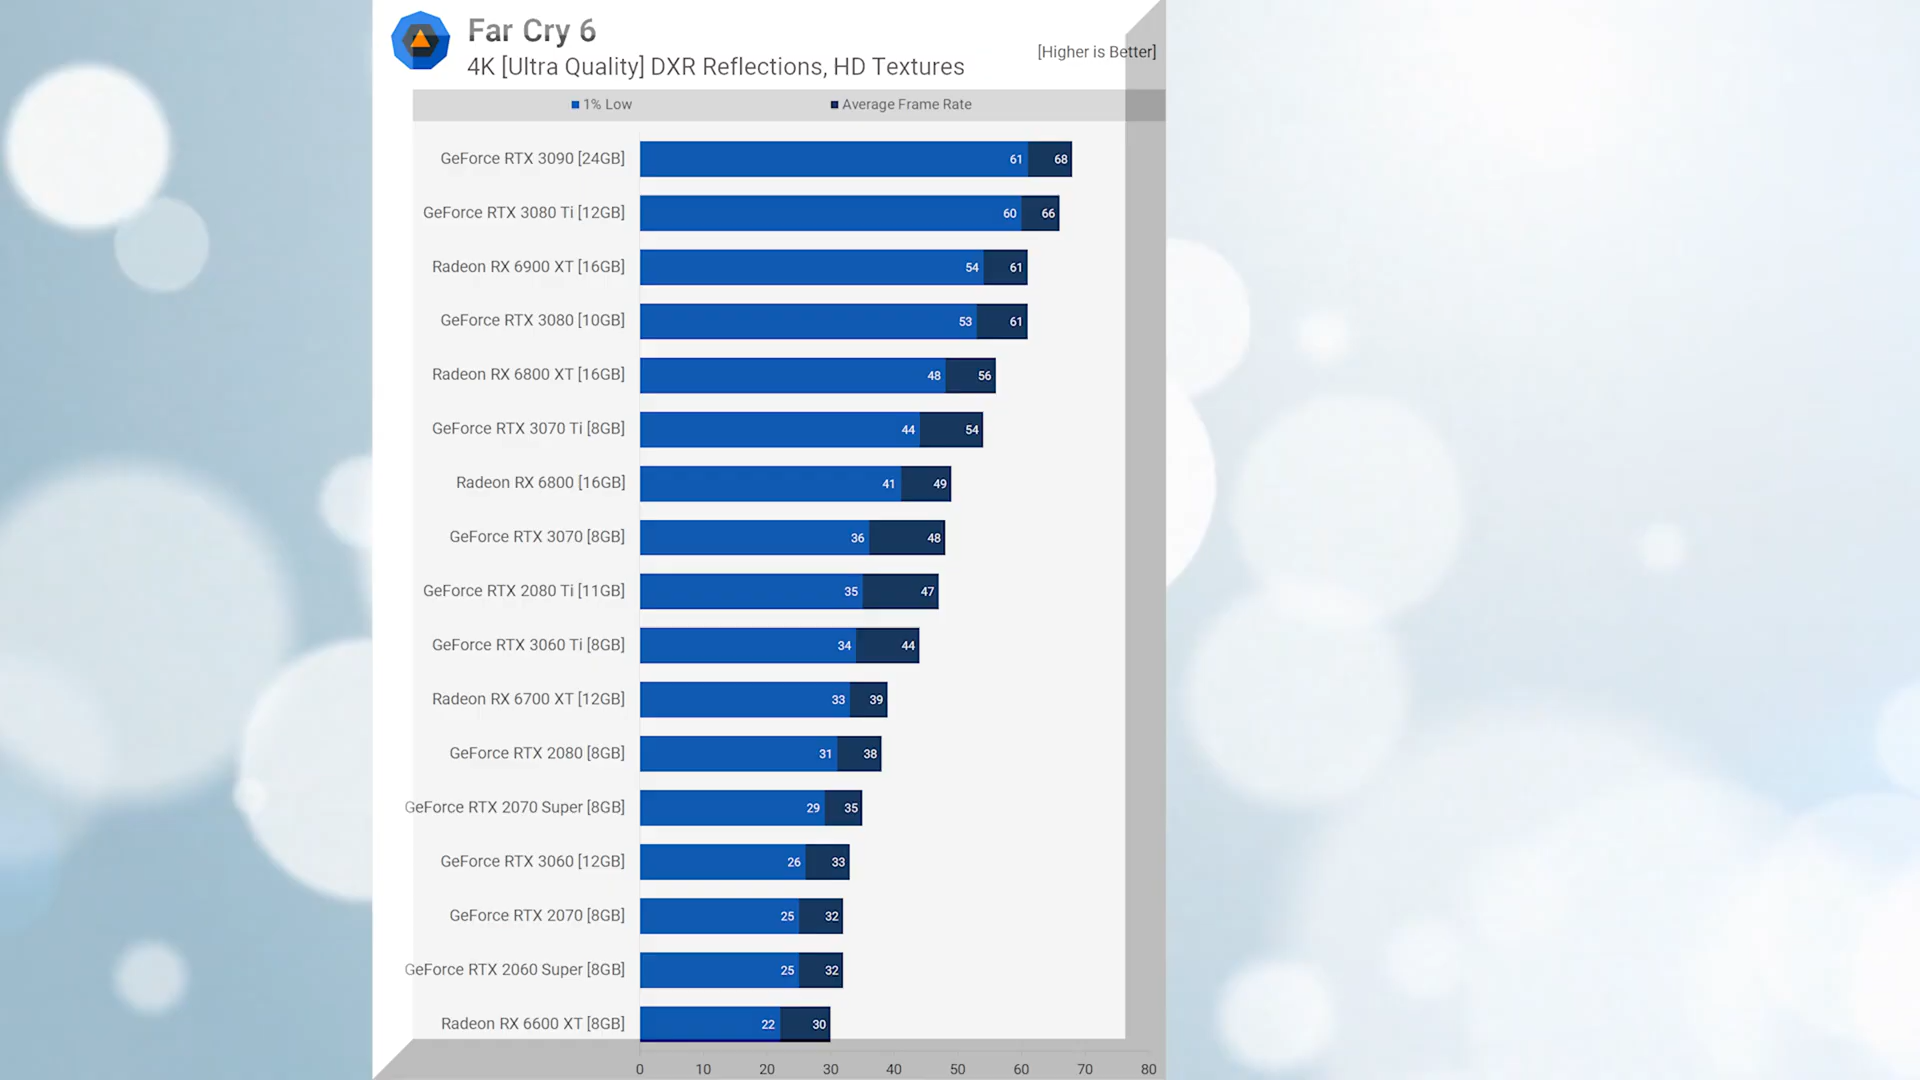 Far Cry 6
4K [Ultra Quality] DXR Reflections, HD Textures
[Higher is Better]
1% Low Average Frame Rate
GeForce RTX 3090 [24GB] 61 68
GeForce RTX 3080 Ti [12GB] 60 66
Radeon RX 6900 XT [16GB] 54 61
GeForce RTX 3080 [10GB] 53 61
Radeon RX 6800 XT [16GB] 48 56
GeForce RTX 3070 Ti [8GB] 44 54
Radeon RX 6800 [16GB] 41 49
GeForce RTX 3070 [8GB] 36 48
GeForce RTX 2080 Ti [11GB] 35 47
GeForce RTX 3060 Ti [8GB] 34 44
Radeon RX 6700 XT [12GB] 33 39
GeForce RTX 2080 [8GB] 31 38
GeForce RTX 2070 Super [8GB] 29 35
GeForce RTX 3060 [12GB] 26 33
GeForce RTX 2070 [8GB] 25 32
GeForce RTX 2060 Super [8GB] 25 32
Radeon RX 6600 XT [8GB] 22 30
0 10 20 30 40 50 60 70 80